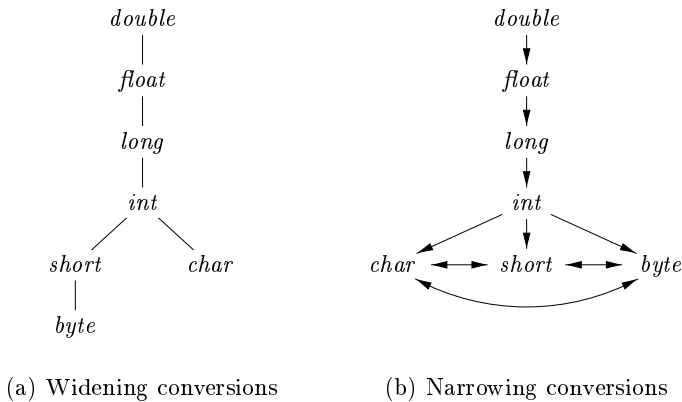 double
float
long
int
short char
byte
(a) Widening conversions
double
float
long
int
char short byte
(b) Narrowing conversions